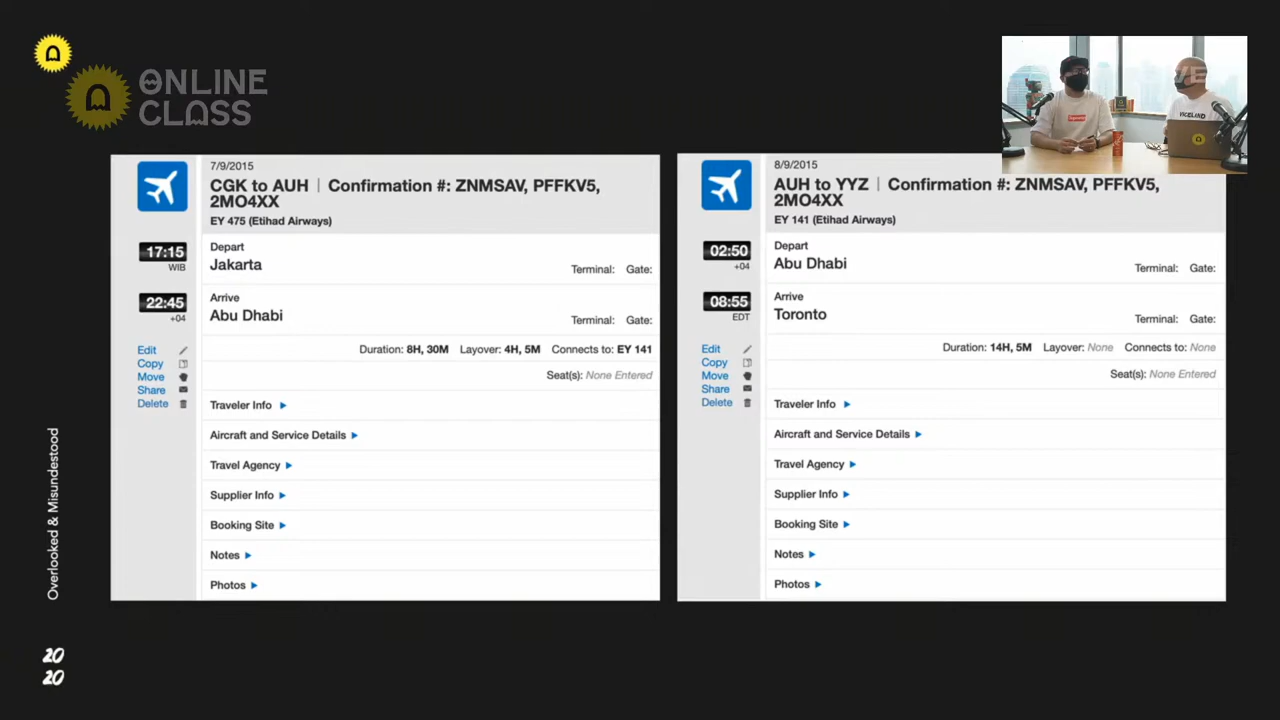 ONLINE
CLASS
VICELAND
Supreme
7/9/2015
CGK to AUH | Confirmation #: ZNMSAV, PFFKV5,
2MO4XX
EY 475 (Etihad Airways)
17:15
WIB
Depart
Jakarta
Terminal: Gate:
22:45
+04
Arrive
Abu Dhabi
Terminal: Gate:
Duration: 8H, 30M Layover: 4H, 5M Connects to: EY 141
Seat(s): None Entered
Edit
Copy
Move
Share
Delete
Traveler Info
Aircraft and Service Details
Travel Agency
Supplier Info
Booking Site
Notes
Photos
8/9/2015
AUH to YYZ | Confirmation #: ZNMSAV, PFFKV5,
2MO4XX
EY 141 (Etihad Airways)
02:50
+04
Depart
Abu Dhabi
Terminal: Gate:
08:55
EDT
Arrive
Toronto
Terminal: Gate:
Duration: 14H, 5M Layover: None Connects to: None
Seat(s): None Entered
Edit
Copy
Move
Share
Delete
Traveler Info
Aircraft and Service Details
Travel Agency
Supplier Info
Booking Site
Notes
Photos
Overlooked & Misundestood
20
20